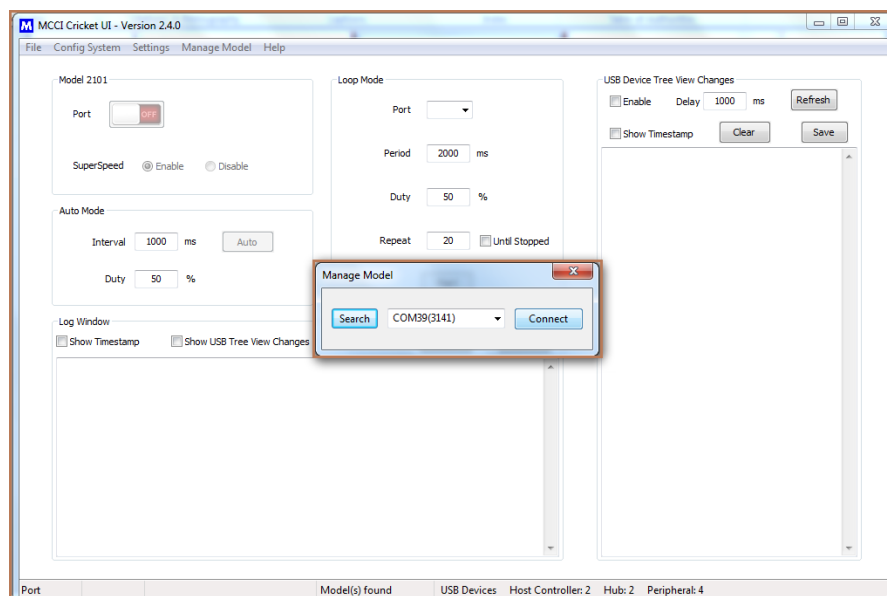 MCCI Cricket UI - Version 2.4.0
File Config System Settings Manage Model Help
Model 2101
Port OFF
SuperSpeed Enable Disable
Auto Mode
Interval 1000 ms Auto
Duty 50 %
Loop Mode
Port
Period 2000 ms
Duty 50 %
Repeat 20 Until Stopped
USB Device Tree View Changes
Enable Delay 1000 ms Refresh
Show Timestamp Clear Save
Manage Model
Search COM39(3141) Connect
Log Window
Show Timestamp Show USB Tree View Changes
Port Model(s) found USB Devices Host Controller: 2 Hub: 2 Peripheral: 4